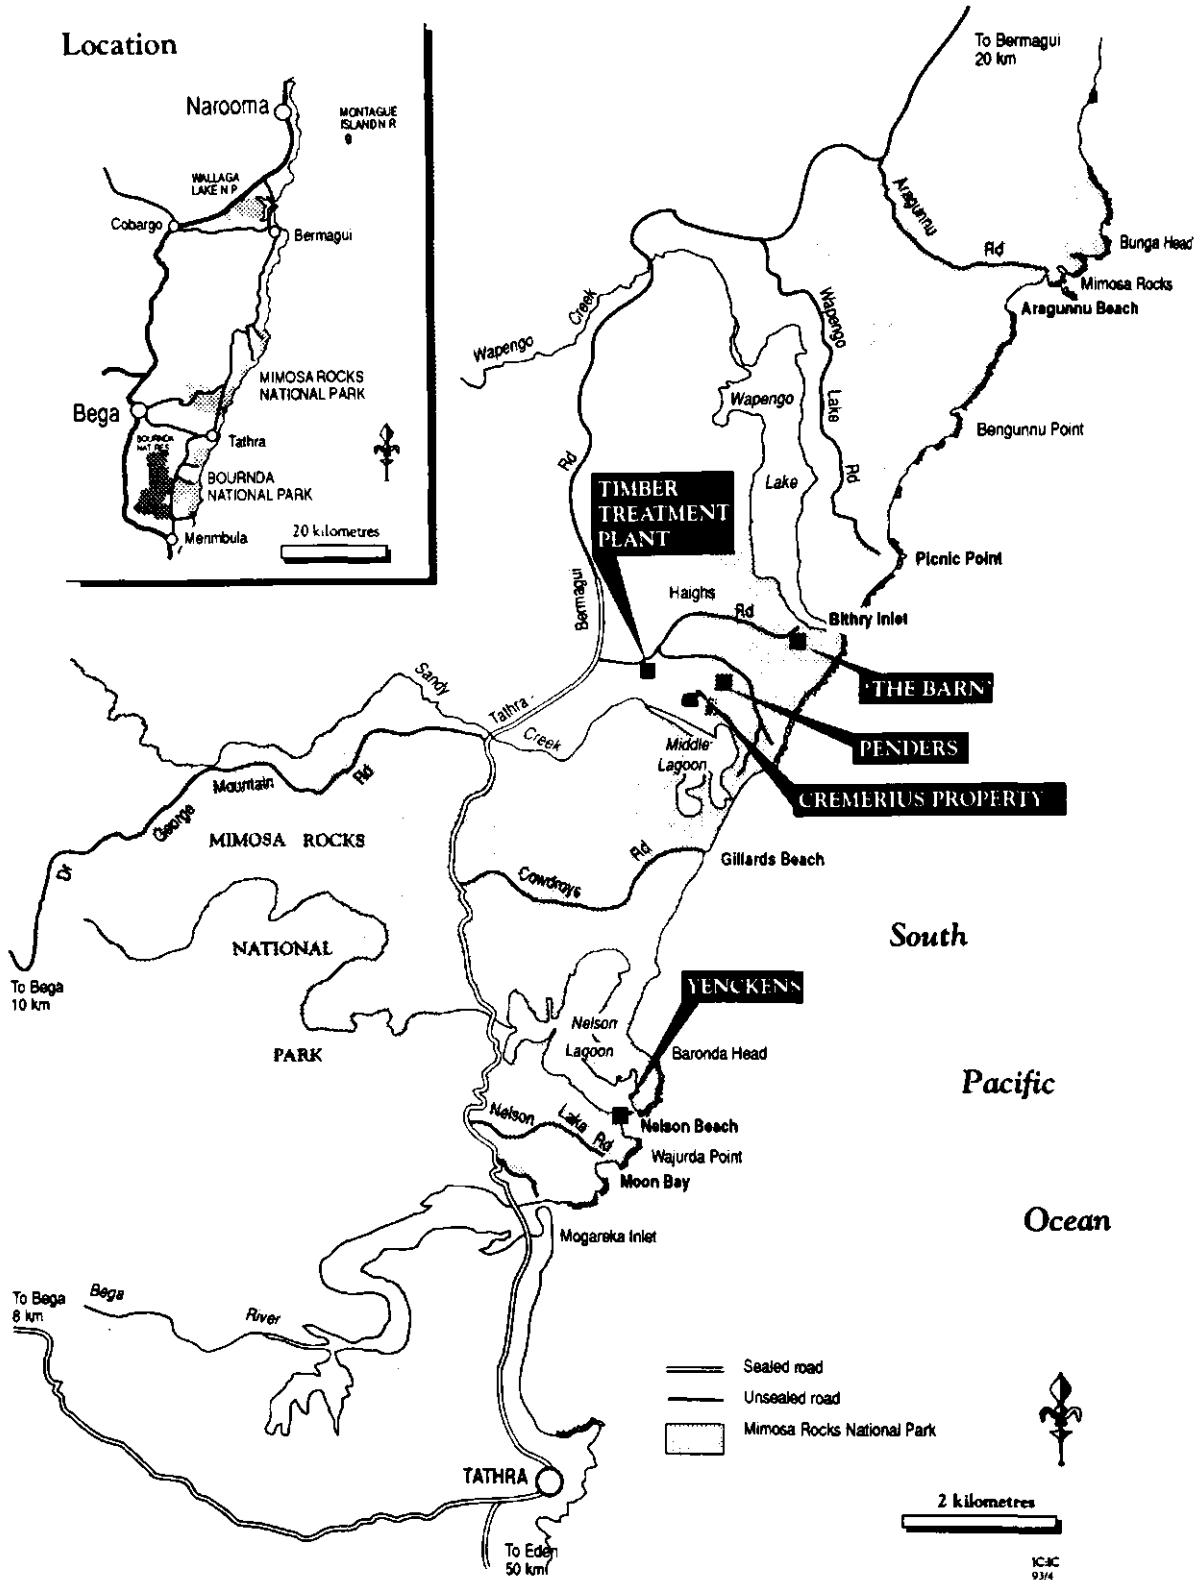 Location
Narooma
MONTAGUE
ISLAND N R
WALLAGA
LAKE N P
Cobargo
Bermagui
MIMOSA ROCKS
NATIONAL PARK
Bega
Tathra
BOURNDA
NAT RES
BOURNDA
NATIONAL PARK
Merimbula
20 kilometres
To Bermagui
20 km
Aragunnu
Rd
Bunga Head
Mimosa Rocks
Aragunnu Beach
Wapengo
Creek
Wapengo
Lake
Rd
Wapengo
Lake
Bengunnu Point
Rd
TIMBER
TREATMENT
PLANT
Picnic Point
Bermagui
Haighs
Rd
Bithry Inlet
'THE BARN'
Sandy
Tathra
Creek
Middle
Lagoon
PENDERS
CREMERIUS PROPERTY
George
Mountain
Rd
Dr
MIMOSA ROCKS
Cowdroys
Rd
Gillards Beach
NATIONAL
South
To Bega
10 km
YENCKENS
Nelson
Lagoon
PARK
Baronda Head
Pacific
Nelson
Lake
Rd
Nelson Beach
Wajurda Point
Moon Bay
Ocean
Mogareka Inlet
To Bega
8 km
Bega
River
Sealed road
Unsealed road
Mimosa Rocks National Park
TATHRA
2 kilometres
To Eden
50 km
93/4